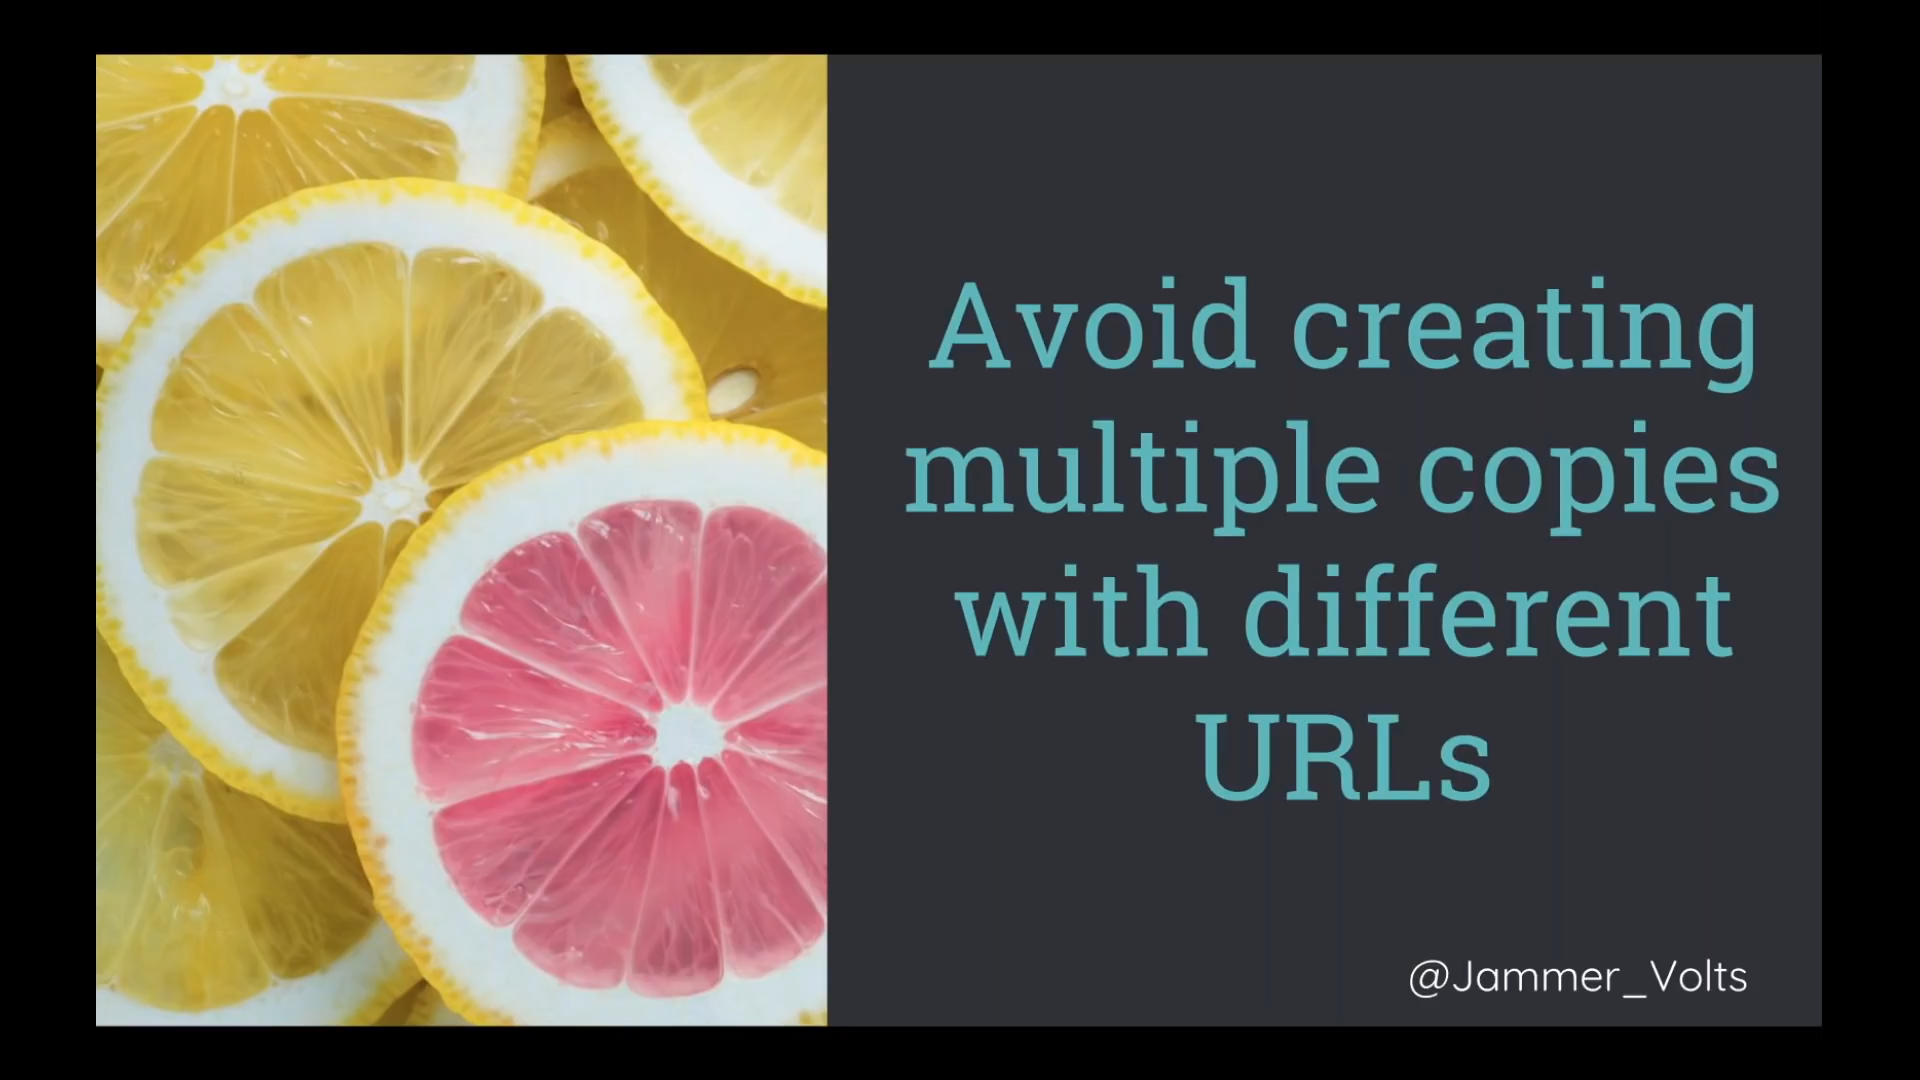 Avoid creating
multiple copies
with different
URLs
@Jammer_Volts